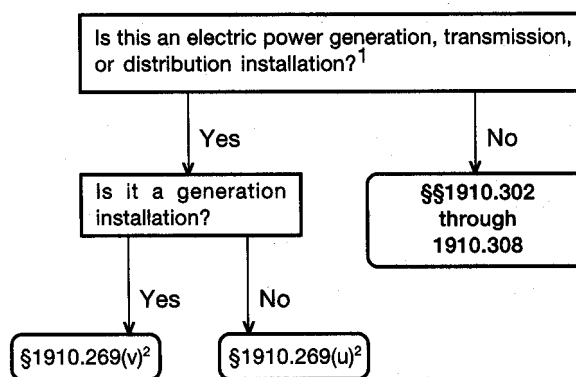 Is this an electric power generation, transmission,
or distribution installation?¹
Yes
No
Is it a generation
installation?
§§1910.302
through
1910.308
Yes
No
§1910.269(v)²
§1910.269(u)²